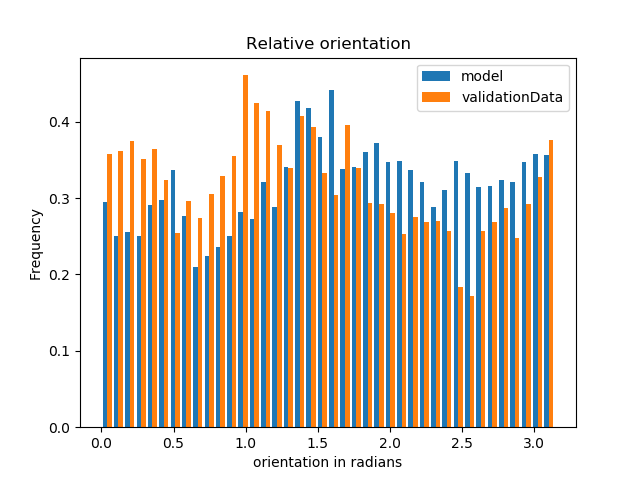 Relative orientation
model
validationData
Frequency
0.4
0.3
0.2
0.1
0.0
0.0 0.5 1.0 1.5 2.0 2.5 3.0
orientation in radians